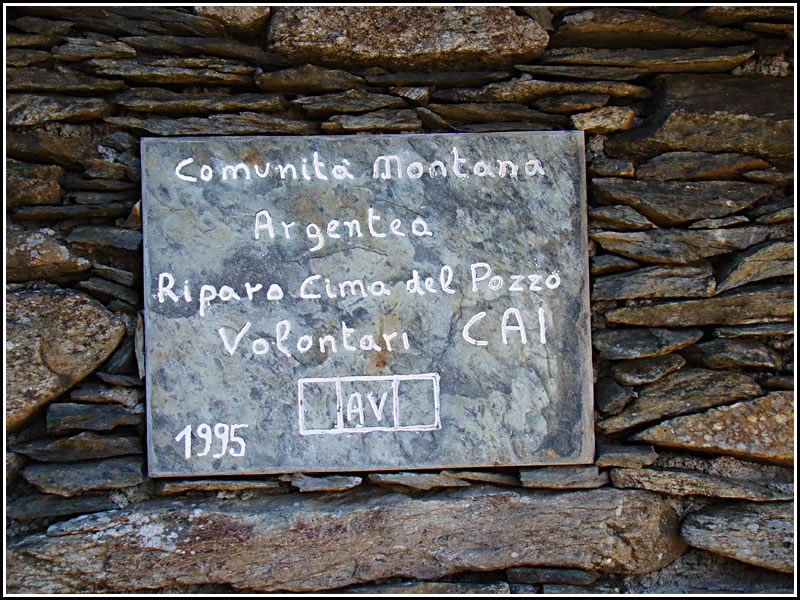 Comunità Montana
Argentea
Riparo Cima del Pozzo
Volontari CAI
AV
1995